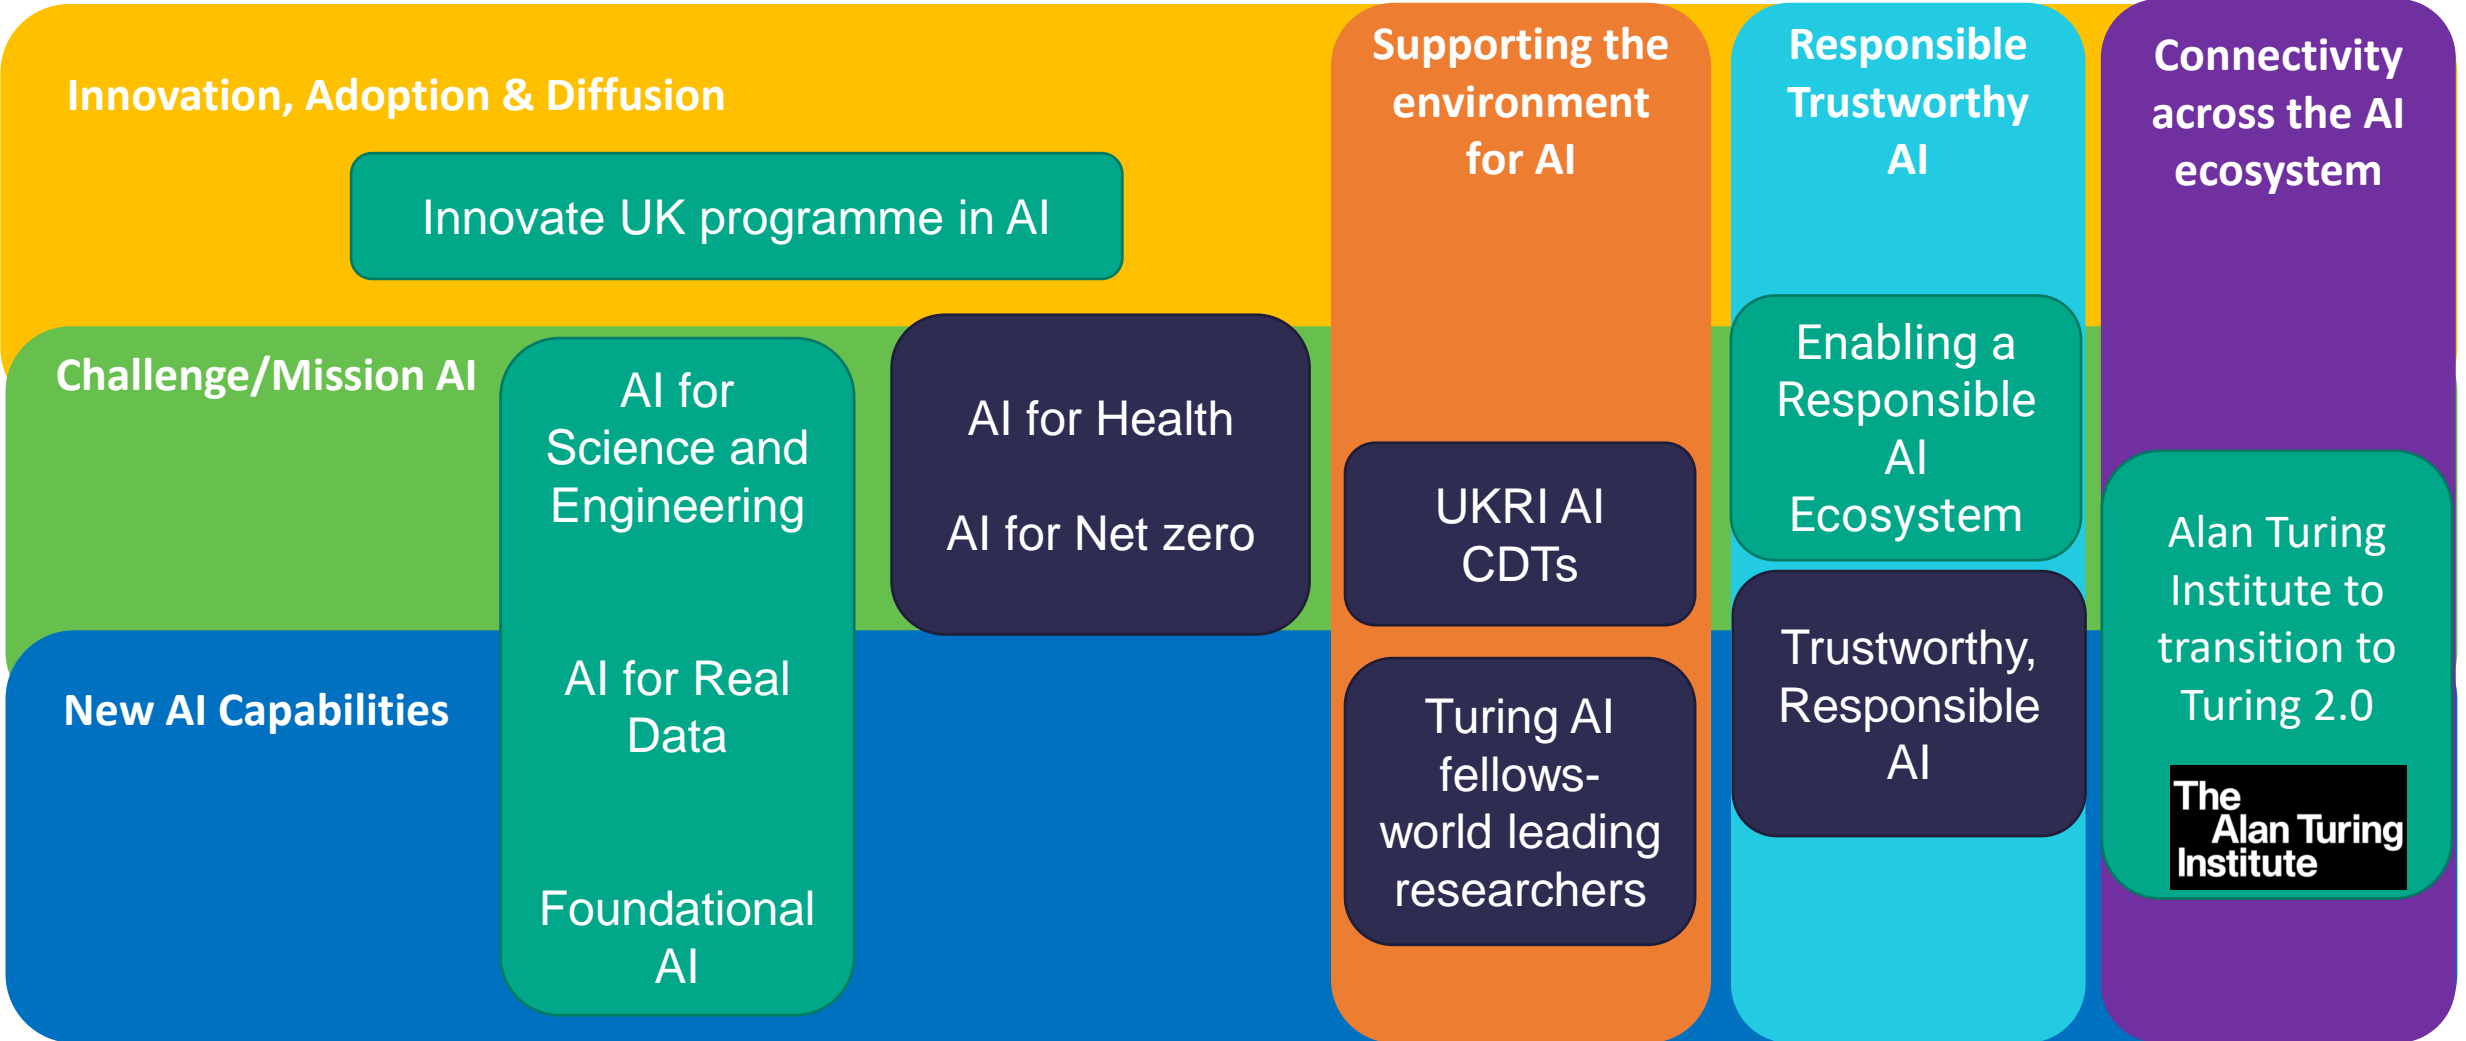 Innovation, Adoption & Diffusion
Innovate UK programme in AI
Challenge/Mission AI
AI for
Science and
Engineering
AI for Real
Data
Foundational
AI
AI for Health
AI for Net zero
New AI Capabilities
Supporting the
environment
for AI
UKRI AI
CDTs
Turing AI
fellows-
world leading
researchers
Responsible
Trustworthy
AI
Enabling a
Responsible
AI
Ecosystem
Trustworthy,
Responsible
AI
Connectivity
across the AI
ecosystem
Alan Turing
Institute to
transition to
Turing 2.0
The
Alan Turing
Institute